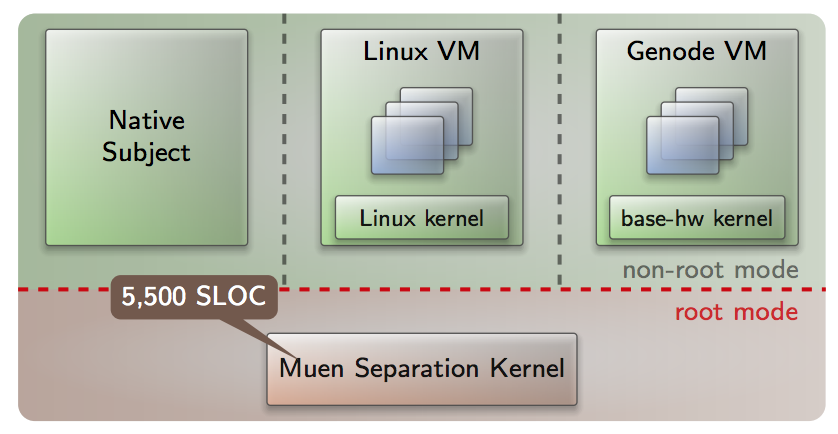 Native
Subject
Linux VM
Linux kernel
Genode VM
base-hw kernel
non-root mode
root mode
5,500 SLOC
Muen Separation Kernel